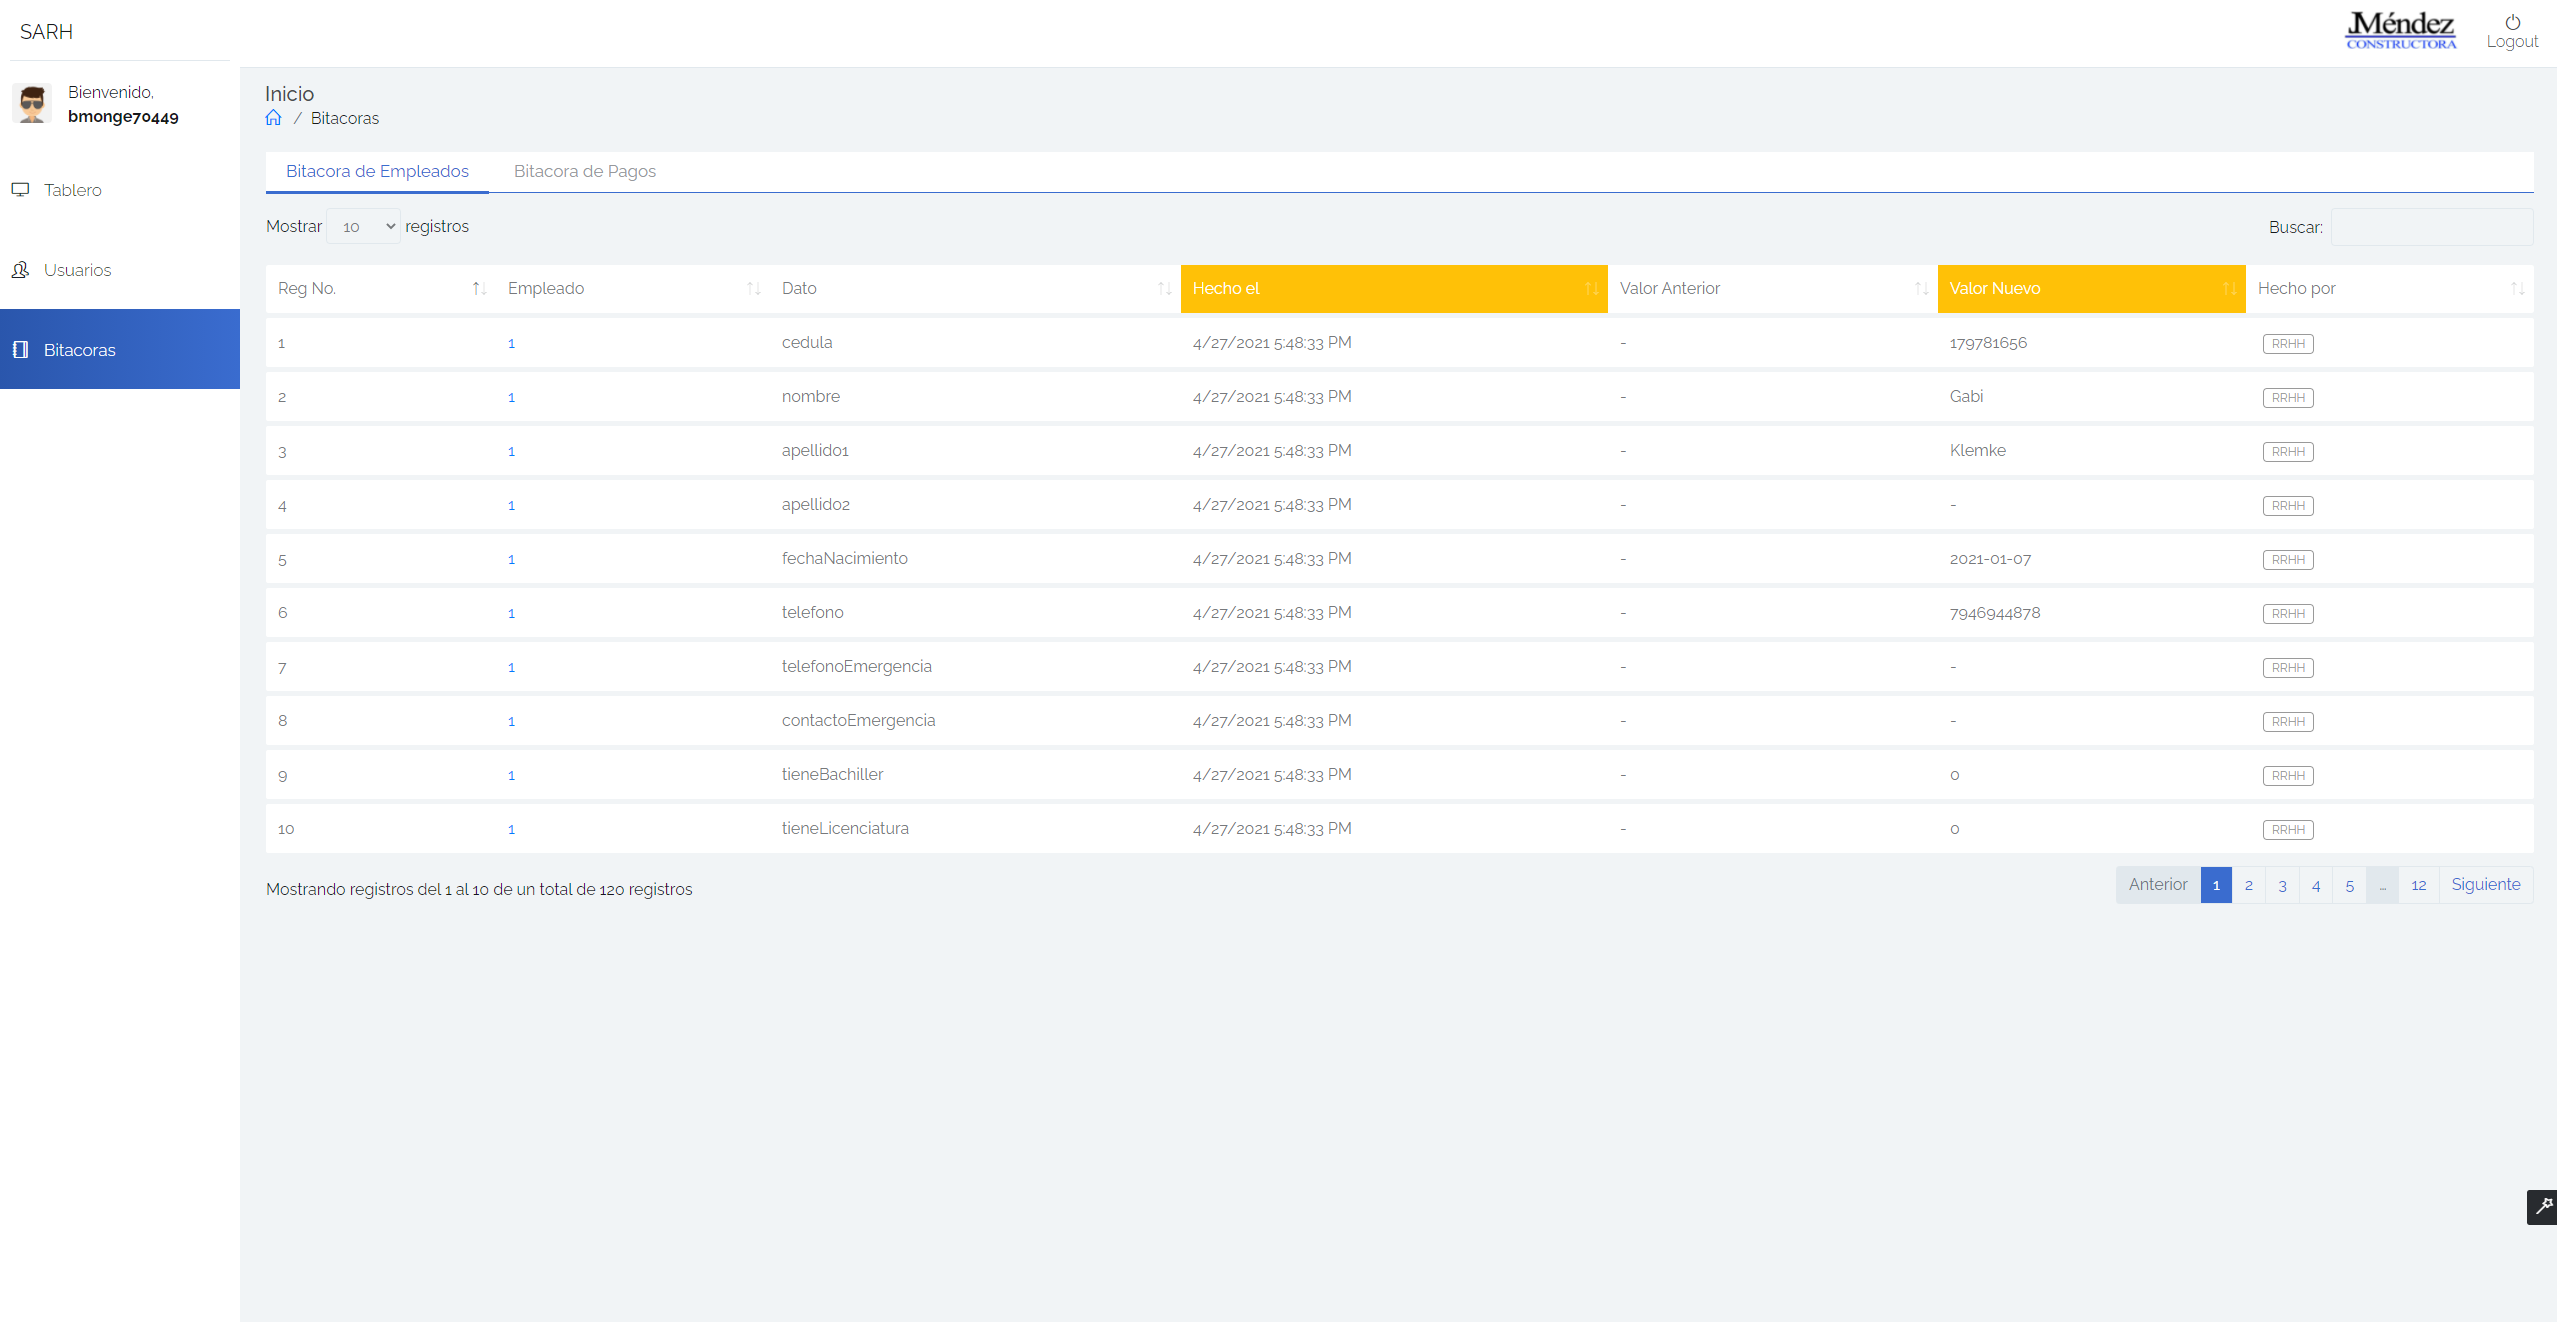 SARH
JMéndez
CONSTRUCTORA
Logout
Bienvenido,
bmonge70449
Tablero
Usuarios
Bitacoras
Inicio
/ Bitacoras
Bitacora de Empleados Bitacora de Pagos
Mostrar 10 registros Buscar:
Reg No. Empleado Dato Hecho el Valor Anterior Valor Nuevo Hecho por
1 1 cedula 4/27/2021 5:48:33 PM - 179781656 RRHH
2 1 nombre 4/27/2021 5:48:33 PM - Gabi RRHH
3 1 apellido1 4/27/2021 5:48:33 PM - Klemke RRHH
4 1 apellido2 4/27/2021 5:48:33 PM - - RRHH
5 1 fechaNacimiento 4/27/2021 5:48:33 PM - 2021-01-07 RRHH
6 1 telefono 4/27/2021 5:48:33 PM - 7946944878 RRHH
7 1 telefonoEmergencia 4/27/2021 5:48:33 PM - - RRHH
8 1 contactoEmergencia 4/27/2021 5:48:33 PM - - RRHH
9 1 tieneBachiller 4/27/2021 5:48:33 PM - 0 RRHH
10 1 tieneLicenciatura 4/27/2021 5:48:33 PM - 0 RRHH
Mostrando registros del 1 al 10 de un total de 120 registros
Anterior 1 2 3 4 5 … 12 Siguiente